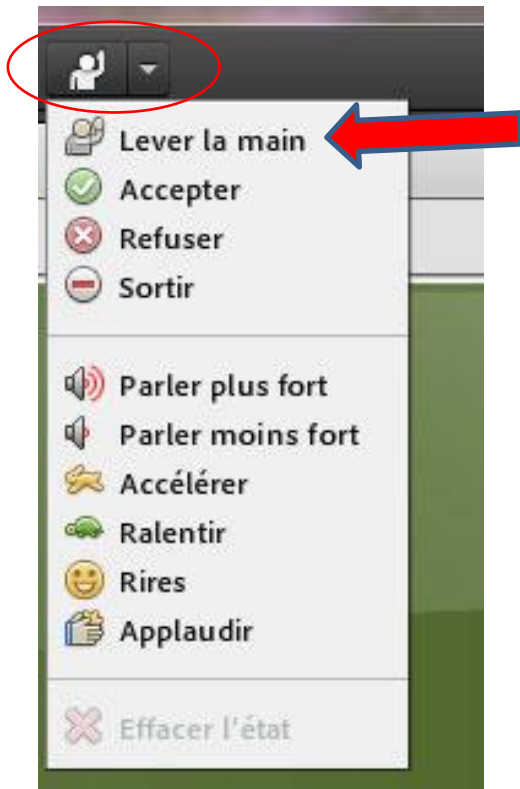 Lever la main
Accepter
Refuser
Sortir
Parler plus fort
Parler moins fort
Accélérer
Ralentir
Rires
Applaudir
Effacer l'état